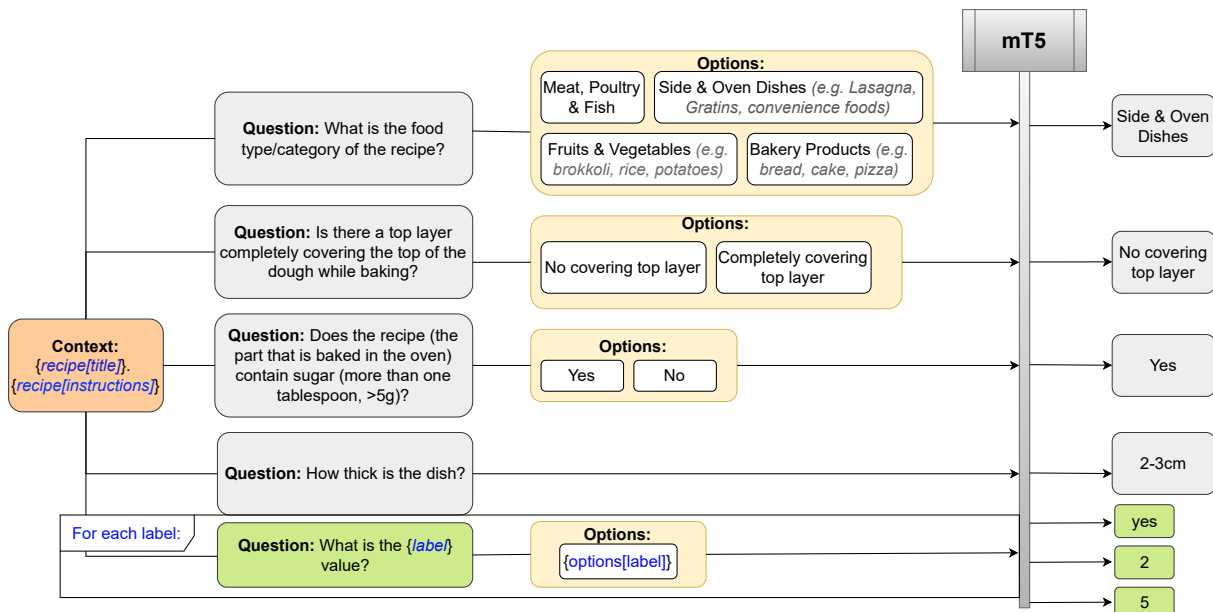 mT5
Options:
Meat, Poultry
& Fish
Side & Oven Dishes (e.g. Lasagna,
Gratins, convenience foods)
Fruits & Vegetables (e.g.
brokkoli, rice, potatoes)
Bakery Products (e.g.
bread, cake, pizza)
Question: What is the food
type/category of the recipe?
Side & Oven
Dishes
Question: Is there a top layer
completely covering the top of the
dough while baking?
Options:
No covering top layer
Completely covering
top layer
No covering
top layer
Context:
{recipe[title]}.
{recipe[instructions]}
Question: Does the recipe (the
part that is baked in the oven)
contain sugar (more than one
tablespoon, >5g)?
Options:
Yes
No
Yes
Question: How thick is the dish?
2-3cm
For each label:
Question: What is the {label}
value?
Options:
{options[label]}
yes
2
5